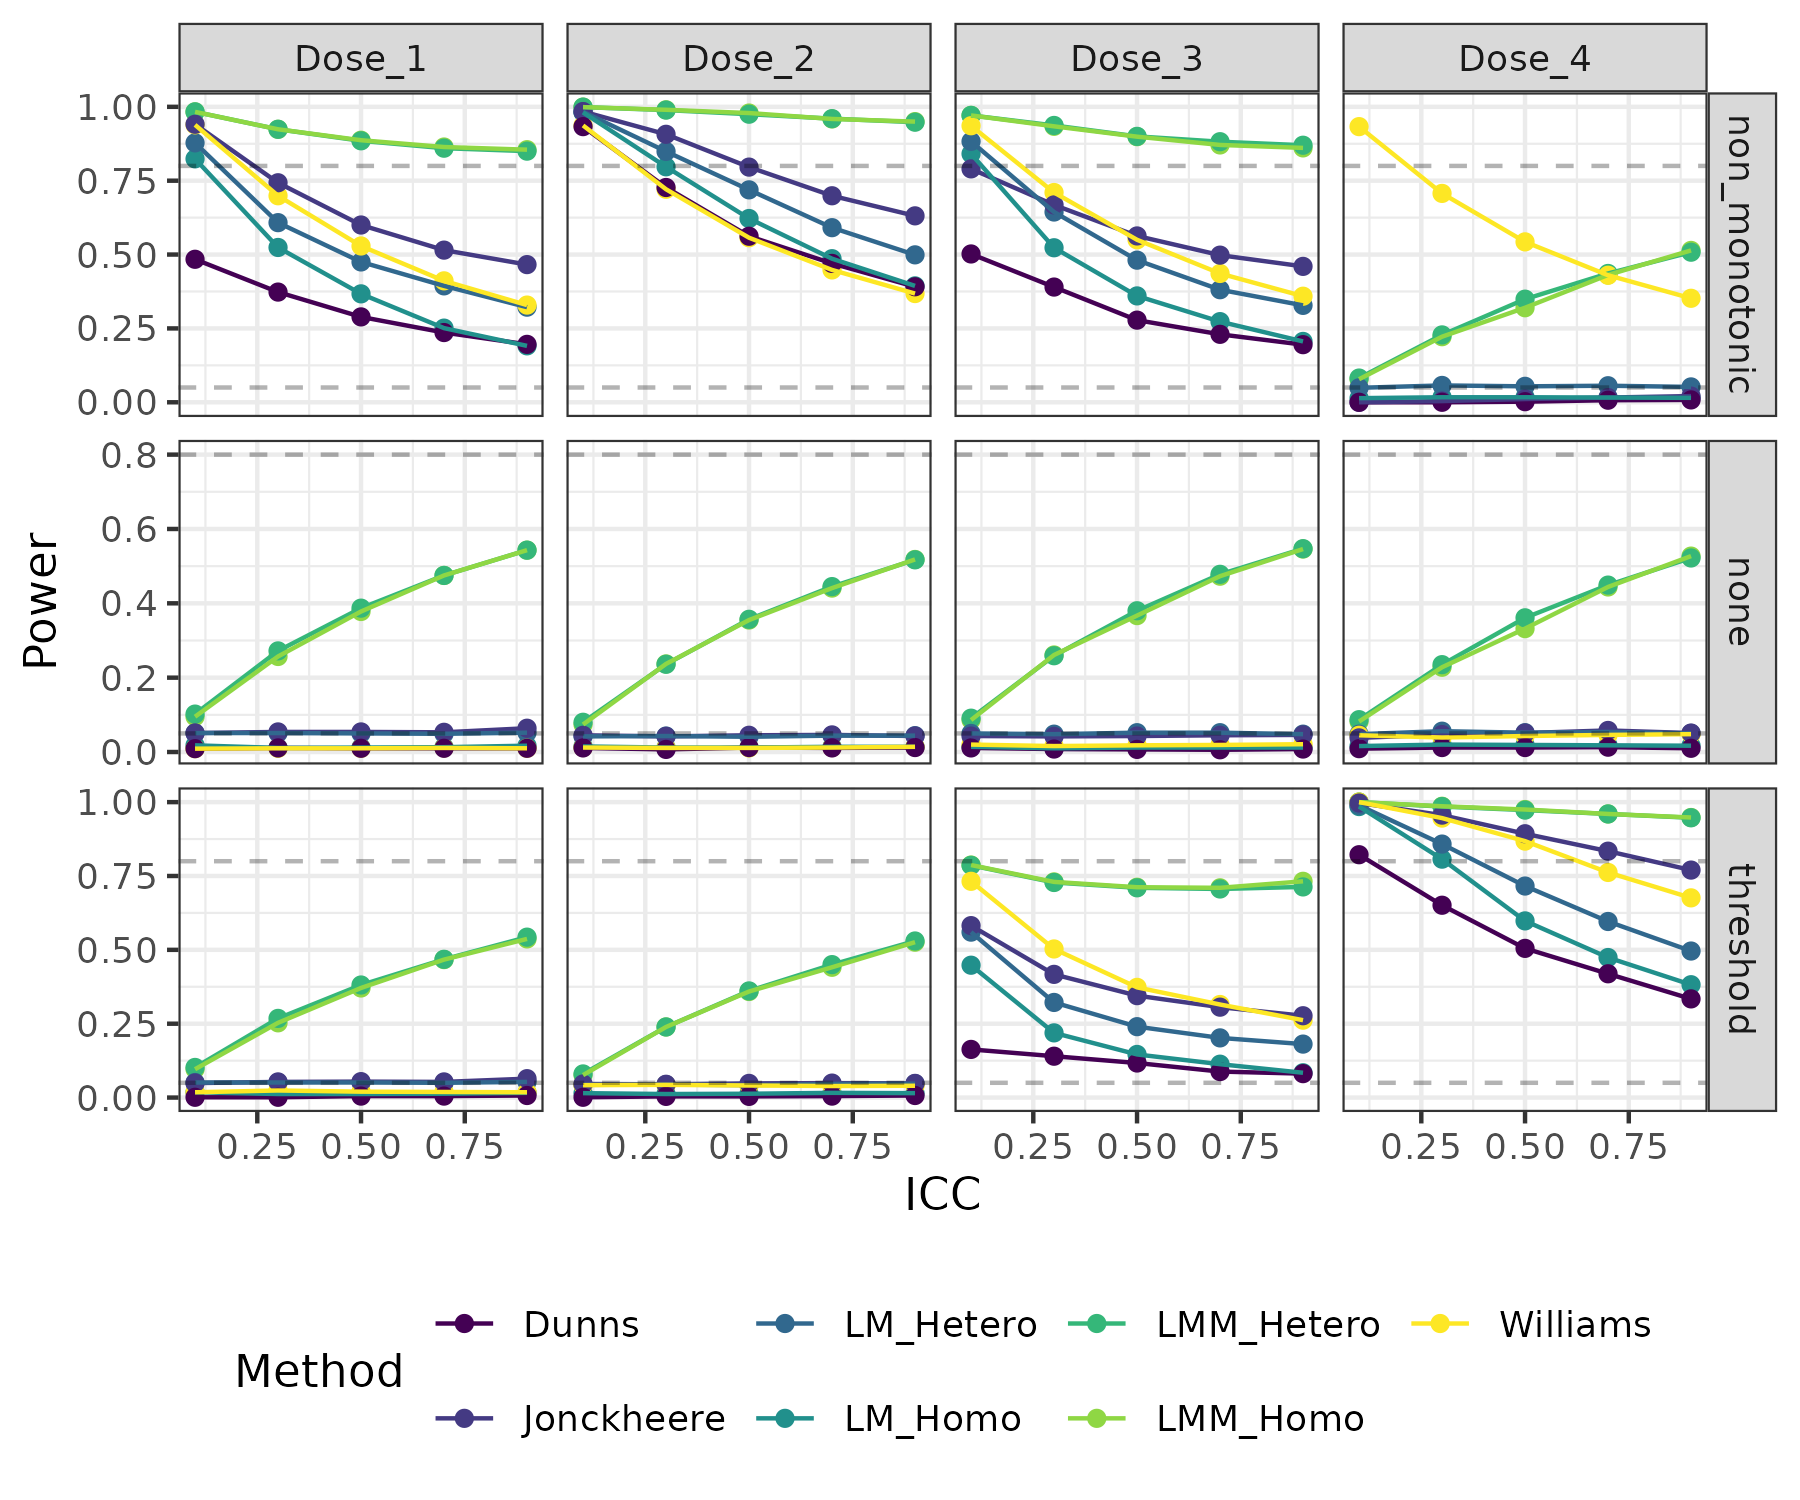 Dose_1 Dose_2 Dose_3 Dose_4
1.00
0.75
0.50
0.25
0.00
non_monotonic
0.8
0.6
0.4
0.2
0.0
none
1.00
0.75
0.50
0.25
0.00
threshold
Power
0.25 0.50 0.75 0.25 0.50 0.75 0.25 0.50 0.75 0.25 0.50 0.75
ICC
Method
Dunns LM_Hetero LMM_Hetero Williams
Jonckheere LM_Homo LMM_Homo